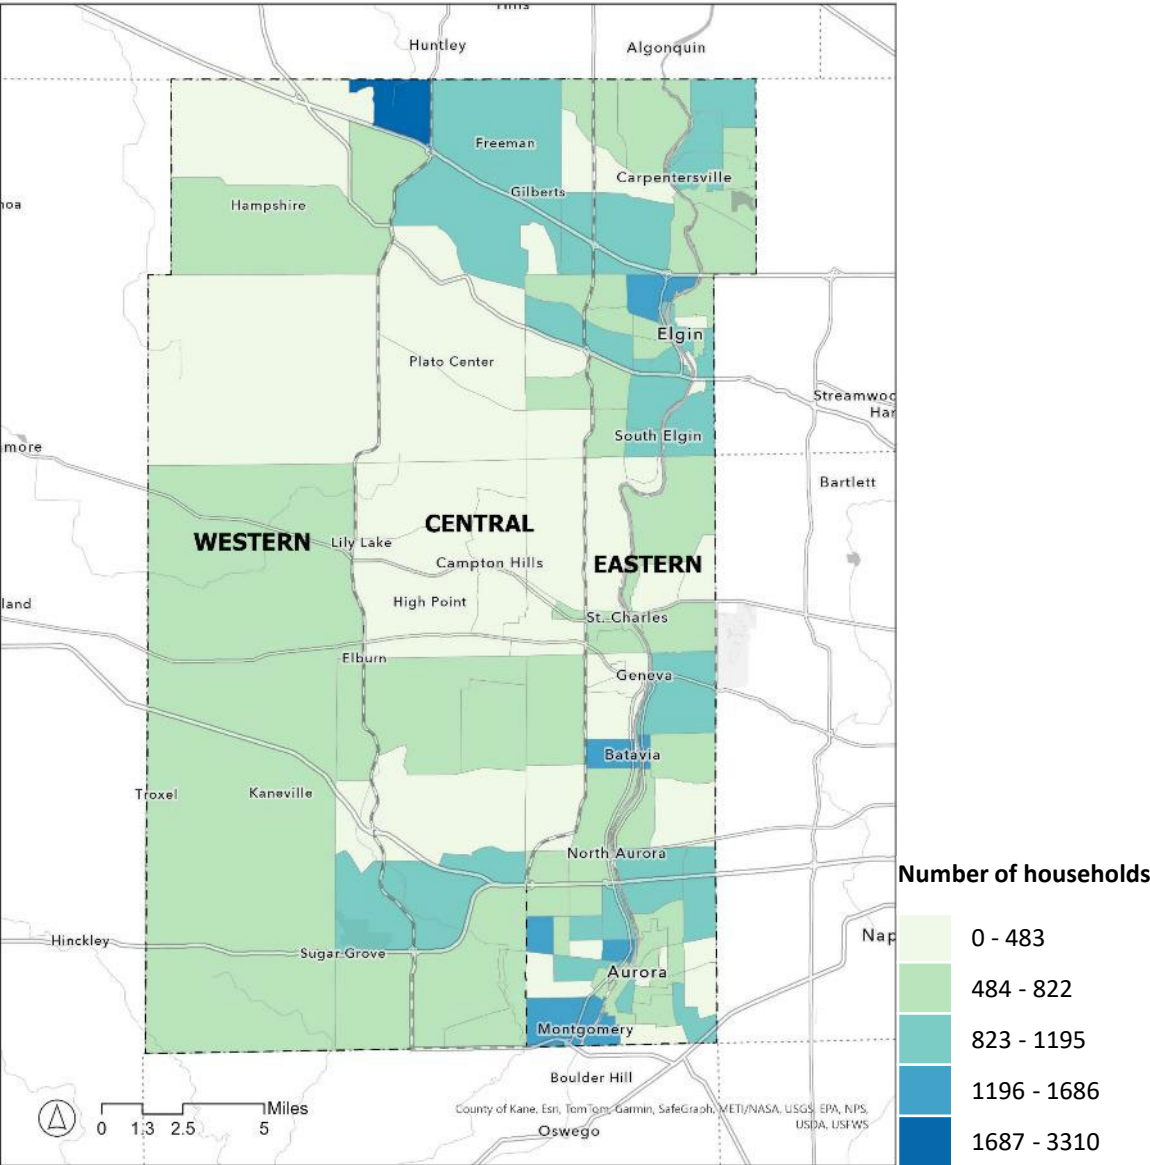 Huntley
Algonquin
Freeman
Carpentersville
Gilberts
Hampshire
noa
Elgin
Plato Center
Streamwoo
Har
South Elgin
more
Bartlett
CENTRAL
WESTERN
Lily Lake
Campton Hills
EASTERN
High Point
land
St. Charles
Elburn
Geneva
Batavia
Troxel
Kaneville
North Aurora
Number of households
0 - 483
Hinckley
Nap
Sugar Grove
Aurora
484 - 822
Montgomery
823 - 1195
Boulder Hill
1196 - 1686
Miles
0 1.3 2.5 5
County of Kane, Esri, TomTom, Garmin, SafeGraph, METI/NASA, USGS, EPA, NPS,
USDA, USFWS
Oswego
1687 - 3310